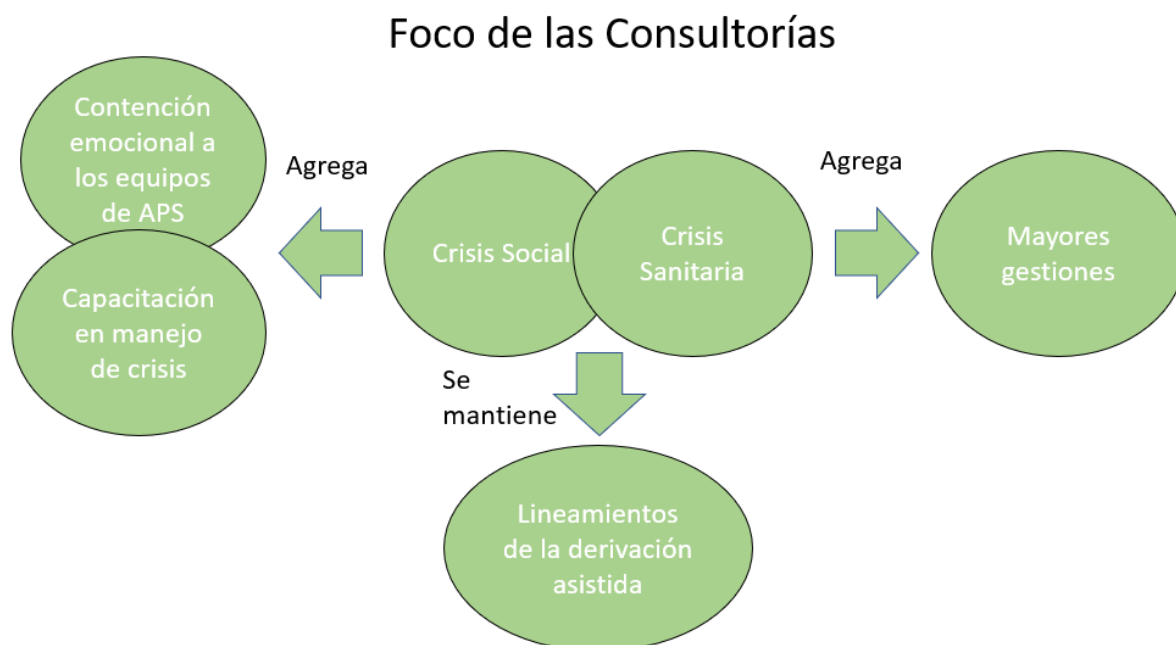 Foco de las Consultorías
Contención
emocional a
los equipos
de APS
Capacitación
en manejo
de crisis
Agrega
Crisis Social
Crisis
Sanitaria
Agrega
Mayores
gestiones
Se
mantiene
Lineamientos
de la derivación
asistida